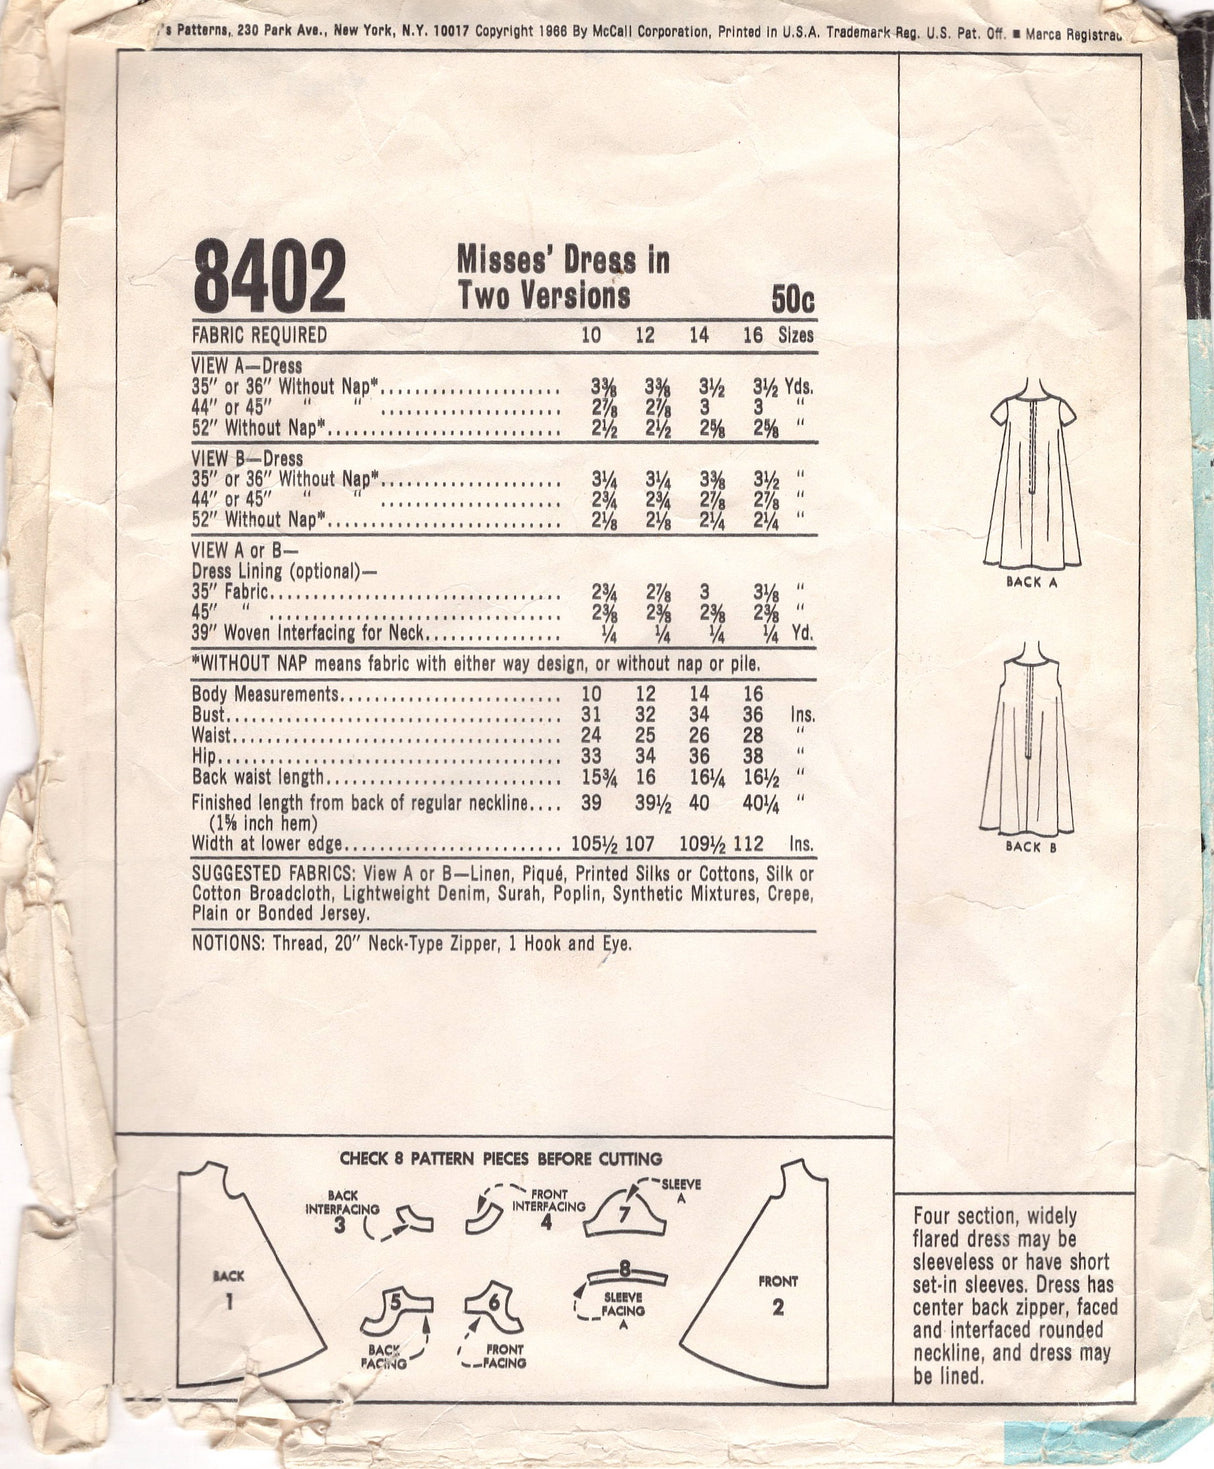 's Patterns, 230 Park Ave., New York, N.Y. 10017 Copyright 1966 By McCall Corporation, Printed in U.S.A. Trademark Reg. U.S. Pat. Off. ■ Marca
8402
Misses' Dress in
Two Versions
50c
FABRIC REQUIRED 10 12 14 16 Sizes
VIEW A—Dress
35" or 36" Without Nap*.................... 3⅜ 3⅜ 3½ 3½ Yds.
44" or 45" " " .................... 2⅞ 2⅞ 3 3 "
52" Without Nap*.......................... 2½ 2½ 2⅝ 2⅝ "
VIEW B—Dress
35" or 36" Without Nap*.................... 3¼ 3¼ 3⅜ 3½ "
44" or 45" " " .................... 2¾ 2¾ 2⅞ 2⅞ "
52" Without Nap*.......................... 2⅛ 2⅛ 2¼ 2¼ "
VIEW A or B—
Dress Lining (optional)—
35" Fabric................................. 2¾ 2⅞ 3 3⅛ "
45" " ................................. 2⅜ 2⅜ 2⅜ 2⅜ "
39" Woven Interfacing for Neck............... ¼ ¼ ¼ ¼ Yd.
*WITHOUT NAP means fabric with either way design, or without nap or pile.
Body Measurements......................... 10 12 14 16
Bust...................................... 31 32 34 36 Ins.
Waist..................................... 24 25 26 28 "
Hip....................................... 33 34 36 38 "
Back waist length.......................... 15¾ 16 16¼ 16½ "
Finished length from back of regular neckline.... 39 39½ 40 40¼ "
(1⅝ inch hem)
Width at lower edge........................ 105½ 107 109½ 112 Ins.
SUGGESTED FABRICS: View A or B—Linen, Piqué, Printed Silks or Cottons, Silk or
Cotton Broadcloth, Lightweight Denim, Surah, Poplin, Synthetic Mixtures, Crepe,
Plain or Bonded Jersey.
NOTIONS: Thread, 20" Neck-Type Zipper, 1 Hook and Eye.
BACK A
BACK B
CHECK 8 PATTERN PIECES BEFORE CUTTING
BACK
1
BACK
INTERFACING
3
FRONT
INTERFACING
4
SLEEVE
A
7
5
BACK
FACING
6
FRONT
FACING
8
SLEEVE
FACING
A
FRONT
2
Four section, widely
flared dress may be
sleeveless or have short
set-in sleeves. Dress has
center back zipper, faced
and interfaced rounded
neckline, and dress may
be lined.